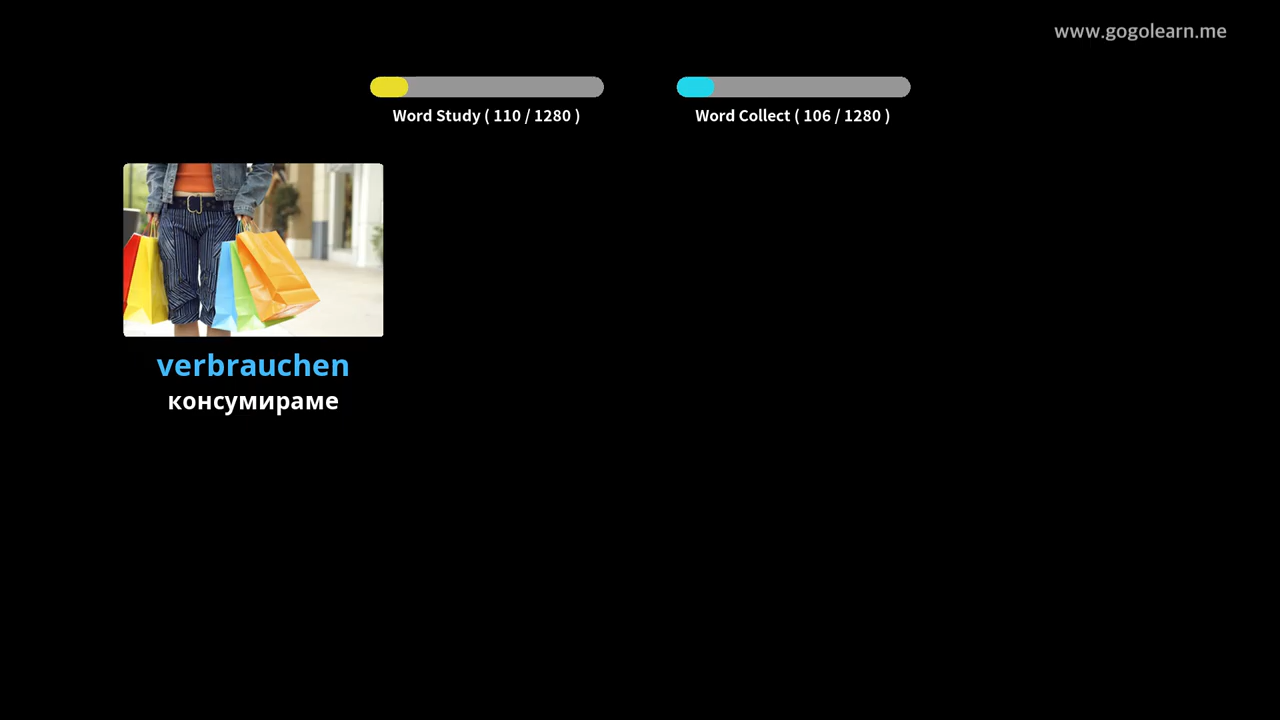 www.gogolearn.me
Word Study ( 110 / 1280 )
Word Collect ( 106 / 1280 )
verbrauchen
консумираме